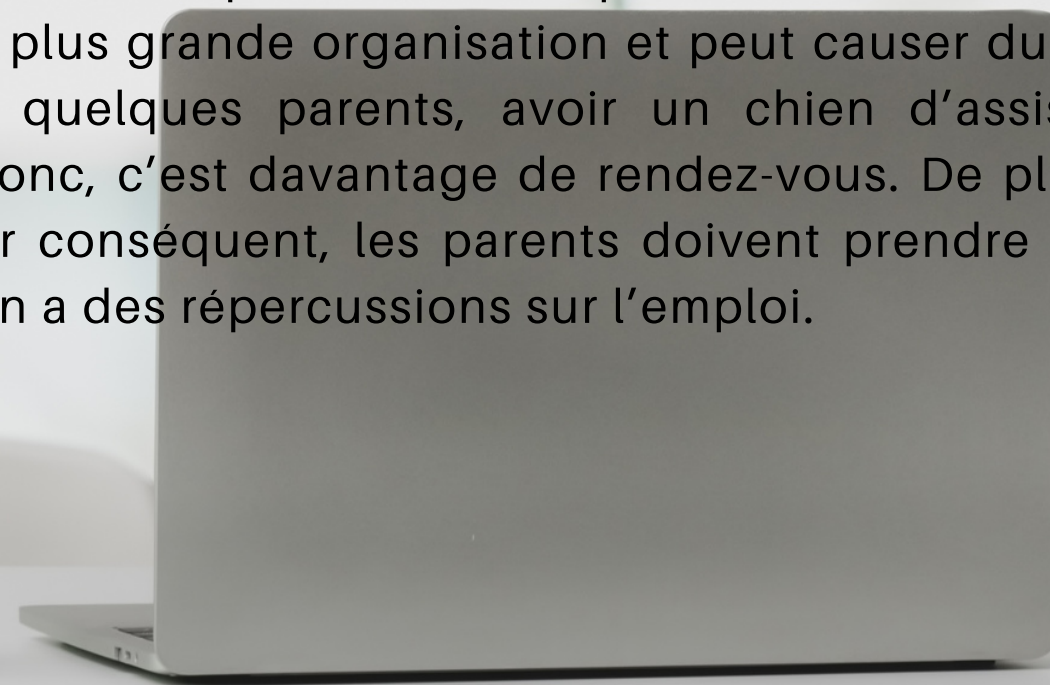 plus grande organisation et peut causer du
quelques parents, avoir un chien d’assis
onc, c’est davantage de rendez-vous. De pl
r conséquent, les parents doivent prendre
n a des répercussions sur l’emploi.